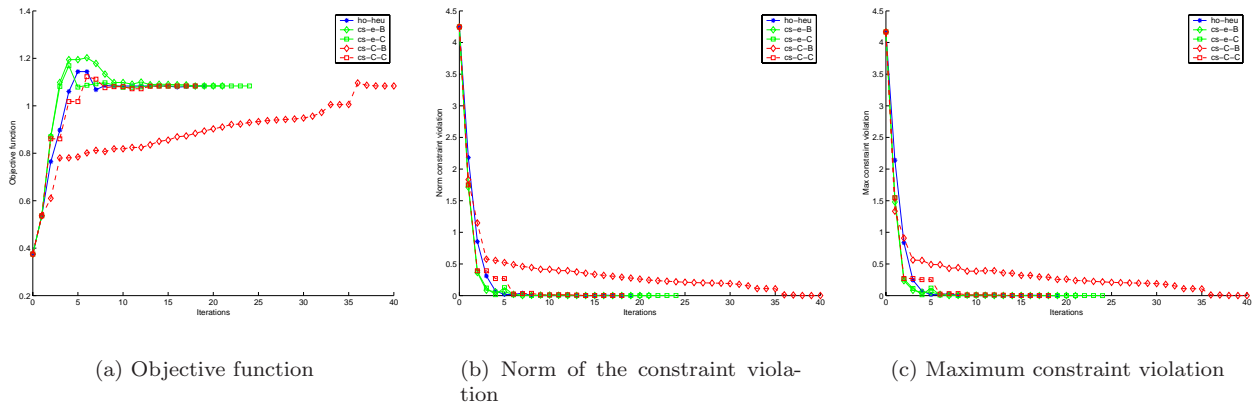 ho-heu
cs-e-B
cs-e-C
cs-C-B
cs-C-C
1.4
1.2
1
0.8
0.6
0.4
0.2
Objective function
0 5 10 15 20 25 30 35 40
Iterations
(a) Objective function
ho-heu
cs-e-B
cs-e-C
cs-C-B
cs-C-C
4.5
4
3.5
3
2.5
2
1.5
1
0.5
0
Norm constraint violation
0 5 10 15 20 25 30 35 40
Iterations
(b) Norm of the constraint viola-
tion
ho-heu
cs-e-B
cs-e-C
cs-C-B
cs-C-C
4.5
4
3.5
3
2.5
2
1.5
1
0.5
0
Max constraint violation
0 5 10 15 20 25 30 35 40
Iterations
(c) Maximum constraint violation